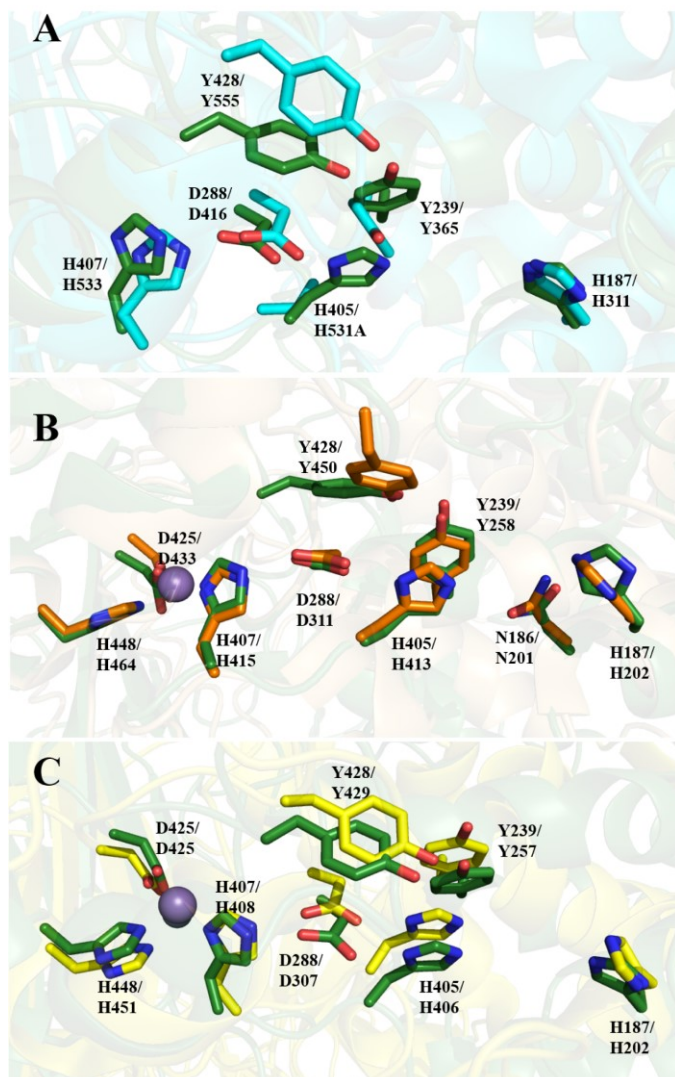 A
Y428/
Y555
D288/
D416
Y239/
Y365
H407/
H533
H405/
H531A
H187/
H311
B
Y428/
Y450
D425/
D433
Y239/
Y258
D288/
D311
H448/
H464
H407/
H415
H405/
H413
N186/
N201
H187/
H202
C
Y428/
Y429
D425/
D425
Y239/
Y257
H407/
H408
D288/
D307
H448/
H451
H405/
H406
H187/
H202